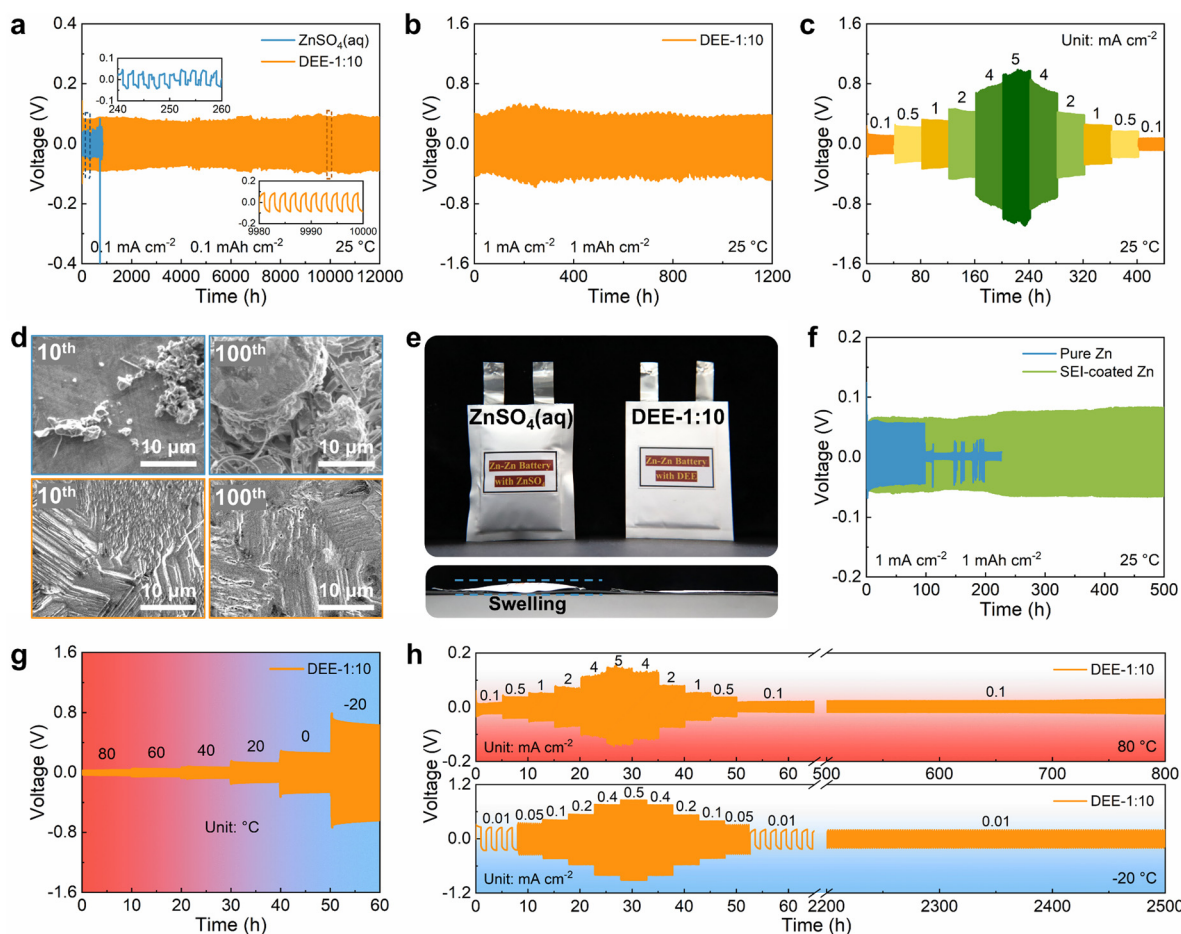 a
ZnSO4(aq)
DEE-1:10
0.4
0.2
0.0
-0.2
-0.4
Voltage (V)
0.1
0.0
-0.1
240 250 260
0.2
0.0
-0.2
9980 9990 10000
0.1 mA cm-2 0.1 mAh cm-2 25 °C
0 2000 4000 6000 8000 10000 12000
Time (h)
b
DEE-1:10
1.6
0.8
0.0
-0.8
-1.6
Voltage (V)
1 mA cm-2 1 mAh cm-2 25 °C
0 400 800 1200
Time (h)
c
Unit: mA cm-2
1.6
0.8
0.0
-0.8
-1.6
Voltage (V)
0.1 0.5 1 2 4 5 4 2 1 0.5 0.1
25 °C
0 80 160 240 320 400
Time (h)
d
10th
10 µm
100th
10 µm
10th
10 µm
100th
10 µm
e
ZnSO4(aq)
DEE-1:10
Zn-Zn Battery
with ZnSO4
Zn-Zn Battery
with DEE
Swelling
f
Pure Zn
SEI-coated Zn
0.2
0.1
0.0
-0.1
-0.2
Voltage (V)
1 mA cm-2 1 mAh cm-2 25 °C
0 100 200 300 400 500
Time (h)
g
DEE-1:10
1.6
0.8
0.0
-0.8
-1.6
Voltage (V)
80 60 40 20 0 -20
Unit: °C
0 10 20 30 40 50 60
Time (h)
h
DEE-1:10
0.2
0.0
-0.2
0.1 0.5 1 2 4 5 4 2 1 0.5 0.1 0.1
Unit: mA cm-2 80 °C
0 10 20 30 40 50 60 500 600 700 800
Voltage (V)
DEE-1:10
1.2
0.0
-1.2
0.01 0.05 0.1 0.2 0.4 0.5 0.4 0.2 0.1 0.05 0.01 0.01
Unit: mA cm-2 -20 °C
0 10 20 30 40 50 60 2200 2300 2400 2500
Time (h)